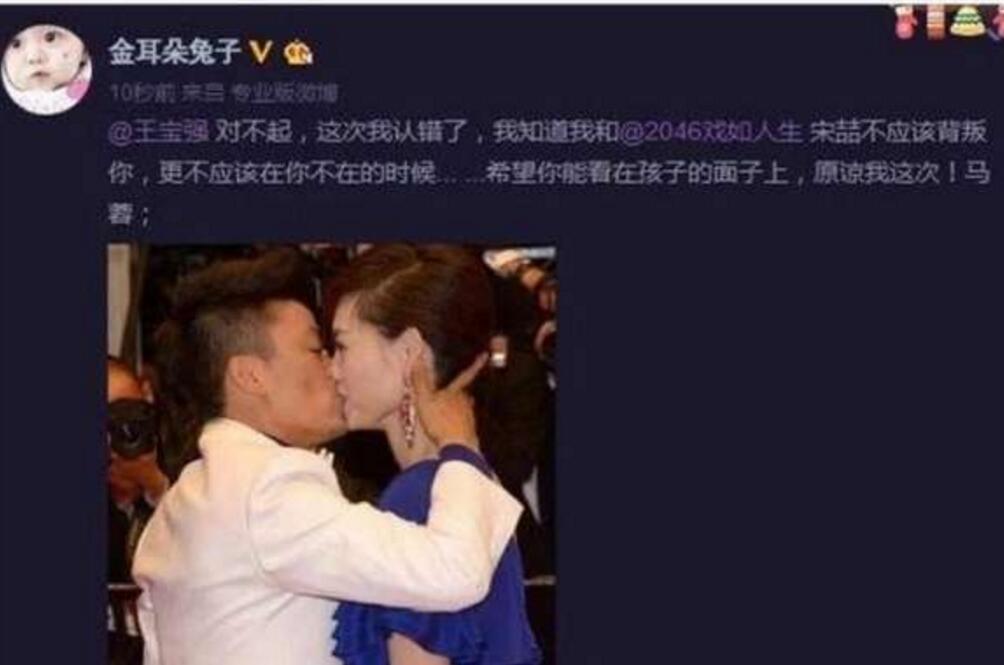 金耳朵兔子 V
10秒前 来自 专业版微博
@王宝强 对不起，这次我认错了，我知道我和@2046戏如人生 宋喆不应该背叛
你，更不应该在你不在的时候... ...希望你能看在孩子的面子上，原谅我这次！马
蓉；